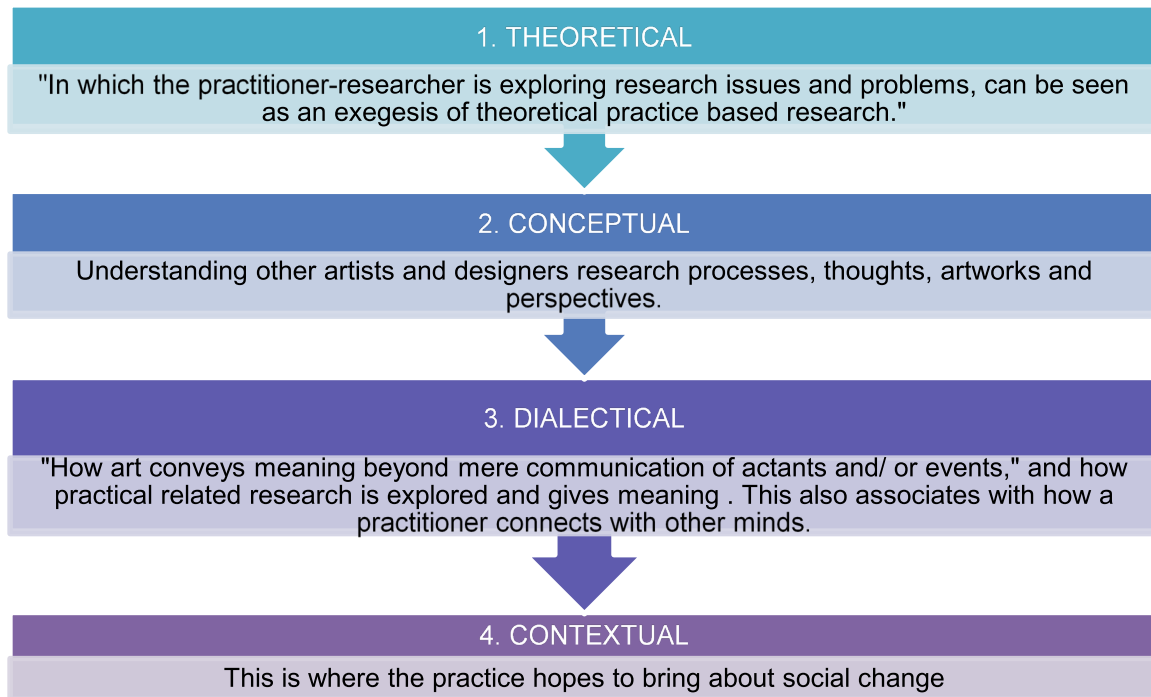 1. THEORETICAL
"In which the practitioner-researcher is exploring research issues and problems, can be seen
as an exegesis of theoretical practice based research."
2. CONCEPTUAL
Understanding other artists and designers research processes, thoughts, artworks and
perspectives.
3. DIALECTICAL
"How art conveys meaning beyond mere communication of actants and/ or events," and how
practical related research is explored and gives meaning . This also associates with how a
practitioner connects with other minds.
4. CONTEXTUAL
This is where the practice hopes to bring about social change